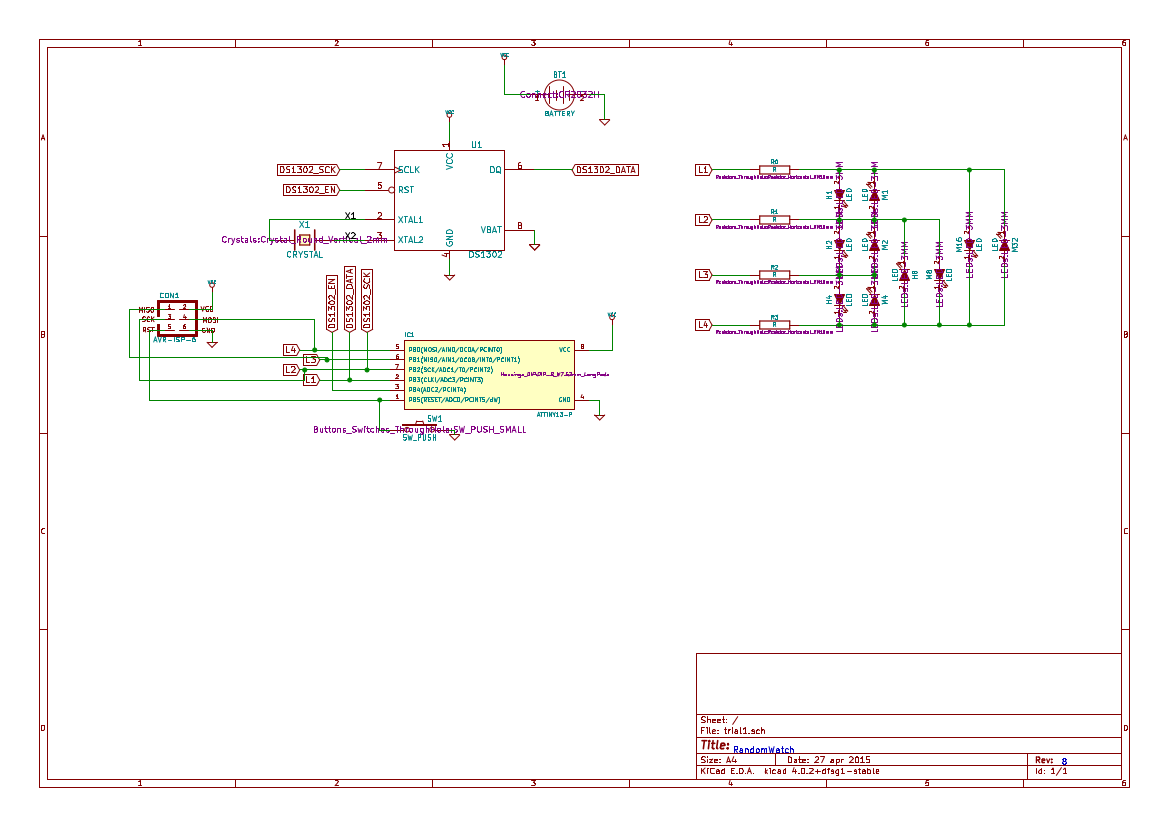 1 2 3 4 5 6
A A
B B
C C
D D
VCC
BT1
BATTERY
VCC
U1
DS1302_SCK 7 SCLK
DS1302_EN 5 RST
X1 2 XTAL1
X2 3 XTAL2
1 VCC
DQ 6 DS1302_DATA
VBAT 8
GND 4
DS1302
X1
Crystals:Crystal_Round_Vertical_2mm
CRYSTAL
DS1302_EN
DS1302_DATA
DS1302_SCK
CON1
VCC
MISO 1 2 VCC
SCK 3 4 MOSI
RST 5 6 GND
AVR-ISP-6
L4
L3
L2
L1
IC1
5 PB0(MOSI/AIN0/OC0A/PCINT0)
6 PB1(MISO/AIN1/OC0B/INT0/PCINT1)
7 PB2(SCK/ADC1/T0/PCINT2)
2 PB3(CLKI/ADC3/PCINT3)
3 PB4(ADC2/PCINT4)
1 PB5(RESET/ADC0/PCINT5/dW)
VCC 8
GND 4
VCC
ATTINY13-P
SW1
Buttons_Switches_ThroughHole:SW_PUSH_SMALL
SW_PUSH
L1 R0 R
L2 R1 R
L3 R2 R
L4 R3 R
H1 LED
LED M1
H2 LED
LED M2
H4 LED
LED M4
LED H8
M8 LED
M16 LED
LED M32
Sheet: /
File: trial1.sch
Title: RandomWatch
Size: A4 Date: 27 apr 2015 Rev: 8
KiCad E.D.A. kicad 4.0.2+dfsg1-stable Id: 1/1
1 2 3 4 5 6